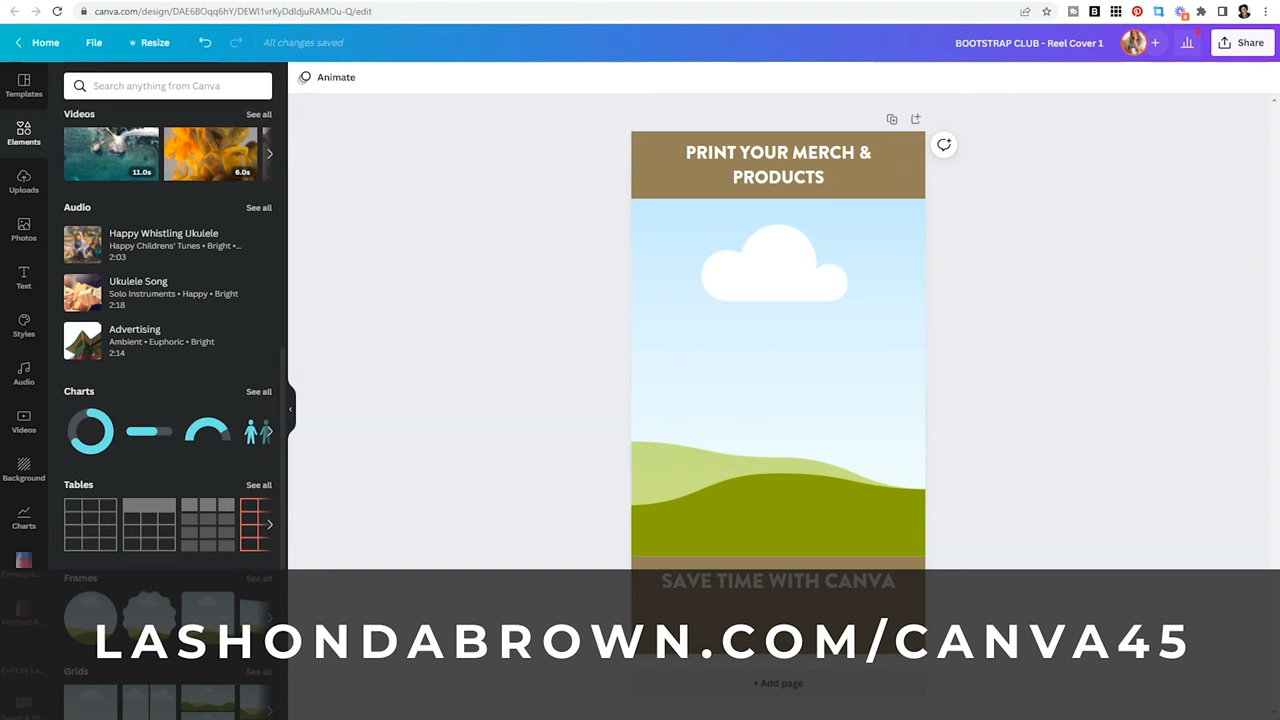 canva.com/design/DAE6BOqq6hY/DEWI1vrKyDdIdjuRAMOu-Q/edit
Home
File
Resize
All changes saved
BOOTSTRAP CLUB - Reel Cover 1
Share
Templates
Elements
Uploads
Photos
Text
Styles
Audio
Videos
Background
Charts
Search anything from Canva
Videos
See all
11.0s
6.0s
Audio
See all
Happy Whistling Ukulele
Happy Childrens' Tunes • Bright •...
2:03
Ukulele Song
Solo Instruments • Happy • Bright
2:18
Advertising
Ambient • Euphoric • Bright
2:14
Charts
See all
Tables
See all
Frames
See all
Grids
See all
Animate
PRINT YOUR MERCH &
PRODUCTS
SAVE TIME WITH CANVA
LASHONDABROWN.COM/CANVA45
+ Add page